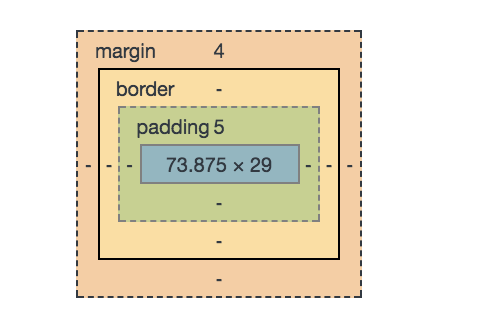 margin 4
border -
padding 5
- - - 73.875 × 29 - - -
-
-
-